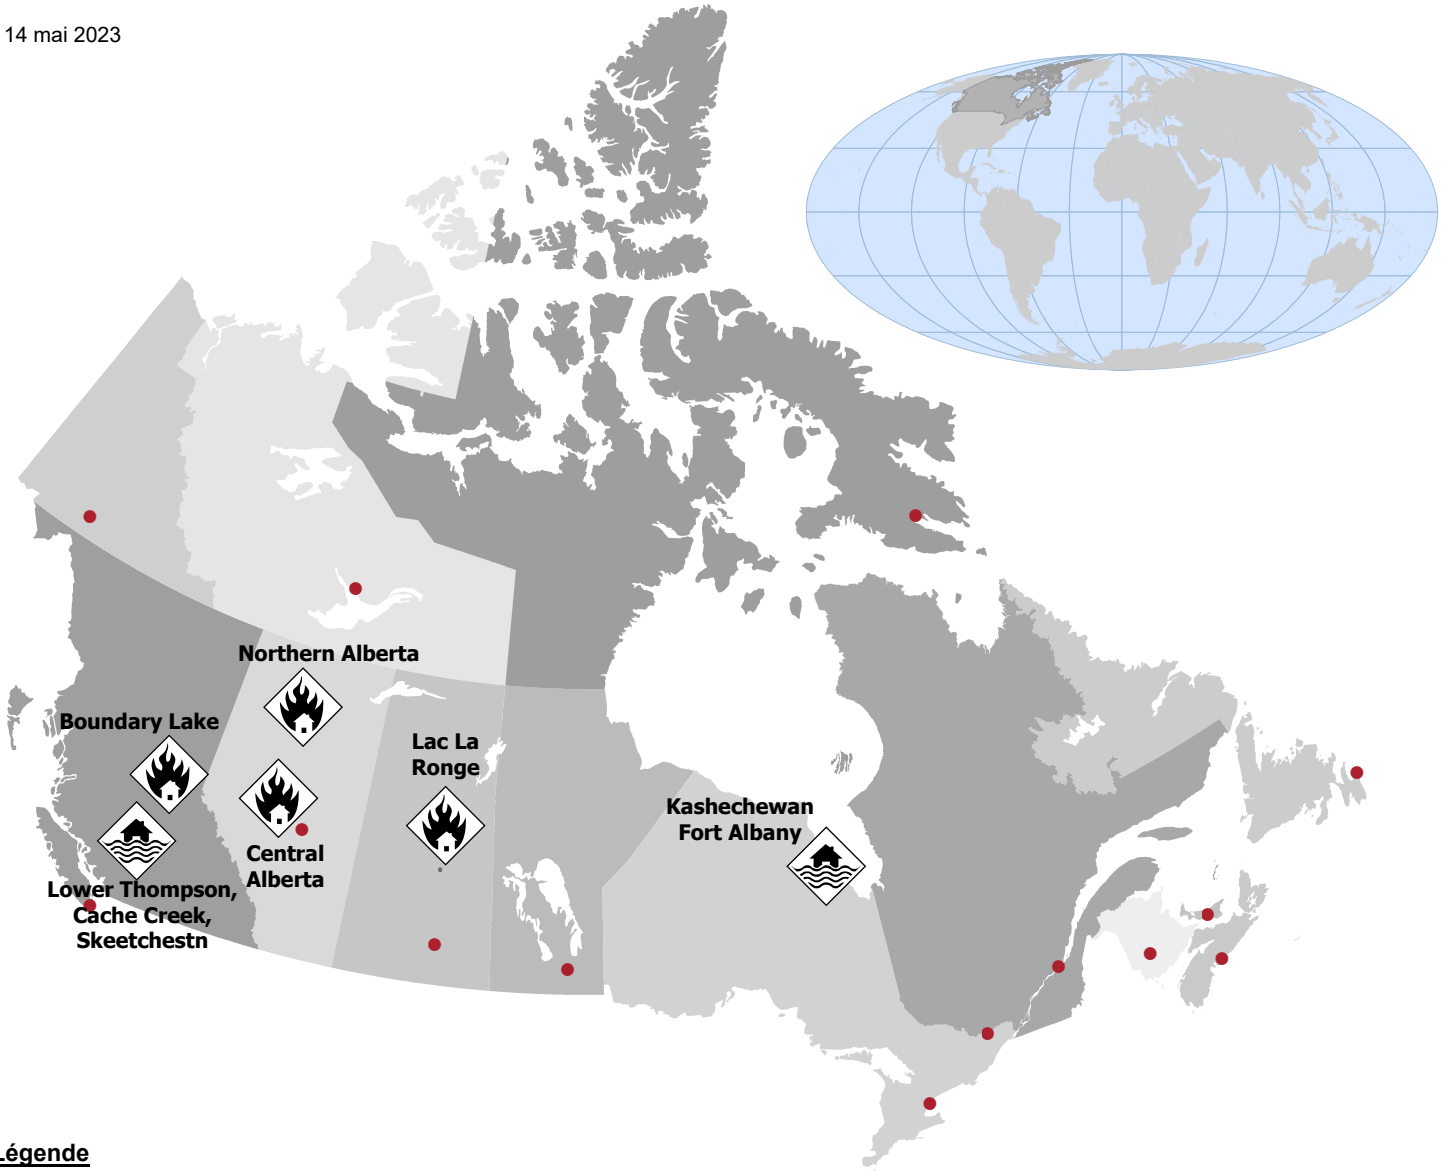 14 mai 2023
Northern Alberta
Boundary Lake
Lac La
Ronge
Kashechewan
Fort Albany
Central
Alberta
Lower Thompson,
Cache Creek,
Skeetchestn
Légende